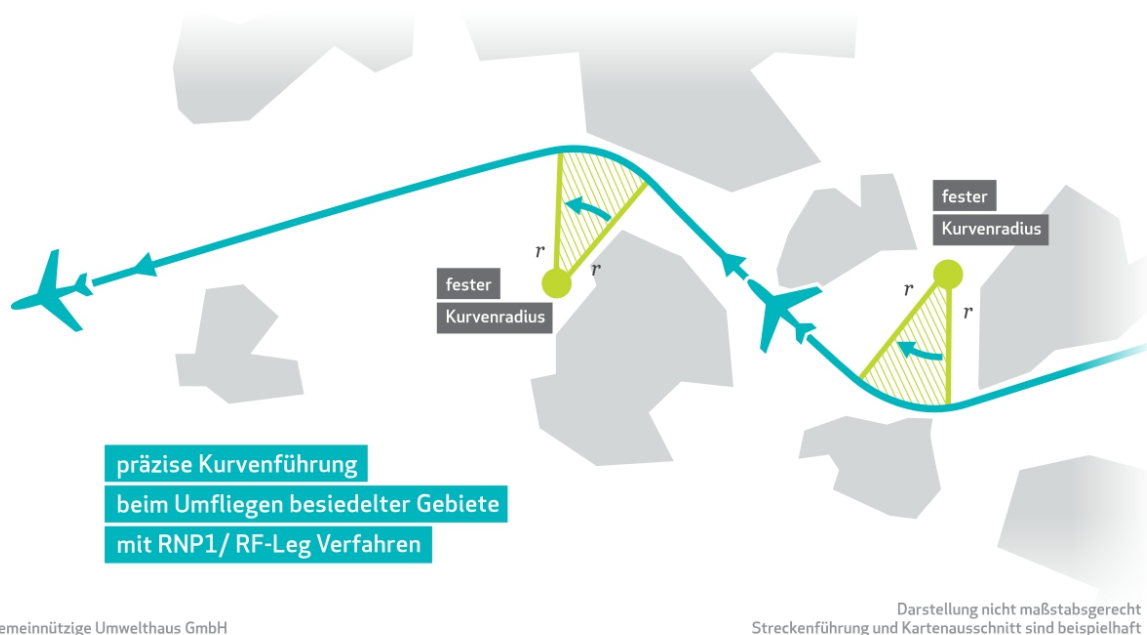 fester
Kurvenradius
r
r
fester
Kurvenradius
r
r
präzise Kurvenführung
beim Umfliegen besiedelter Gebiete
mit RNP1/ RF-Leg Verfahren
emeinnützige Umwelthaus GmbH
Darstellung nicht maßstabsgerecht
Streckenführung und Kartenausschnitt sind beispielhaft